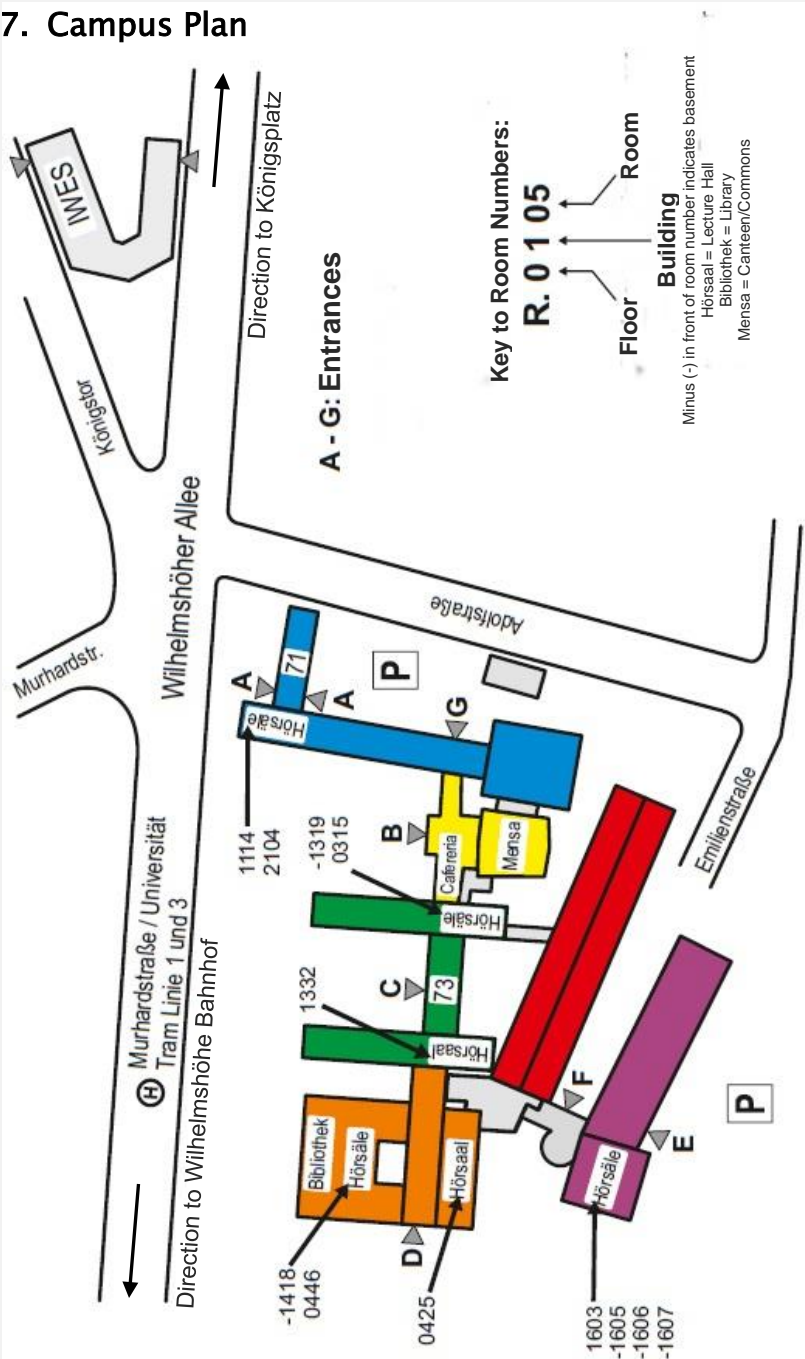 7. Campus Plan
IWES
Direction to Königsplatz
Königstor
A - G: Entrances
Key to Room Numbers:
R. 0 1 05
Floor
Building
Room
Minus (-) in front of room number indicates basement
Hörsaal = Lecture Hall
Bibliothek = Library
Mensa = Canteen/Commons
Murhardstr.
Wilhelmshöher Allee
Adolfstraße
Emilienstraße
H Murhardstraße / Universität
Tram Linie 1 und 3
Direction to Wilhelmshöhe Bahnhof
A
71
A
P
Hörsäle
G
1114
2104
B
Cafereria
Mensa
-1319
0315
Hörsäle
C
73
1332
Hörsaal
Bibliothek
Hörsäle
Hörsaal
D
-1418
0446
0425
F
E
P
Hörsäle
1603
-1605
-1606
-1607